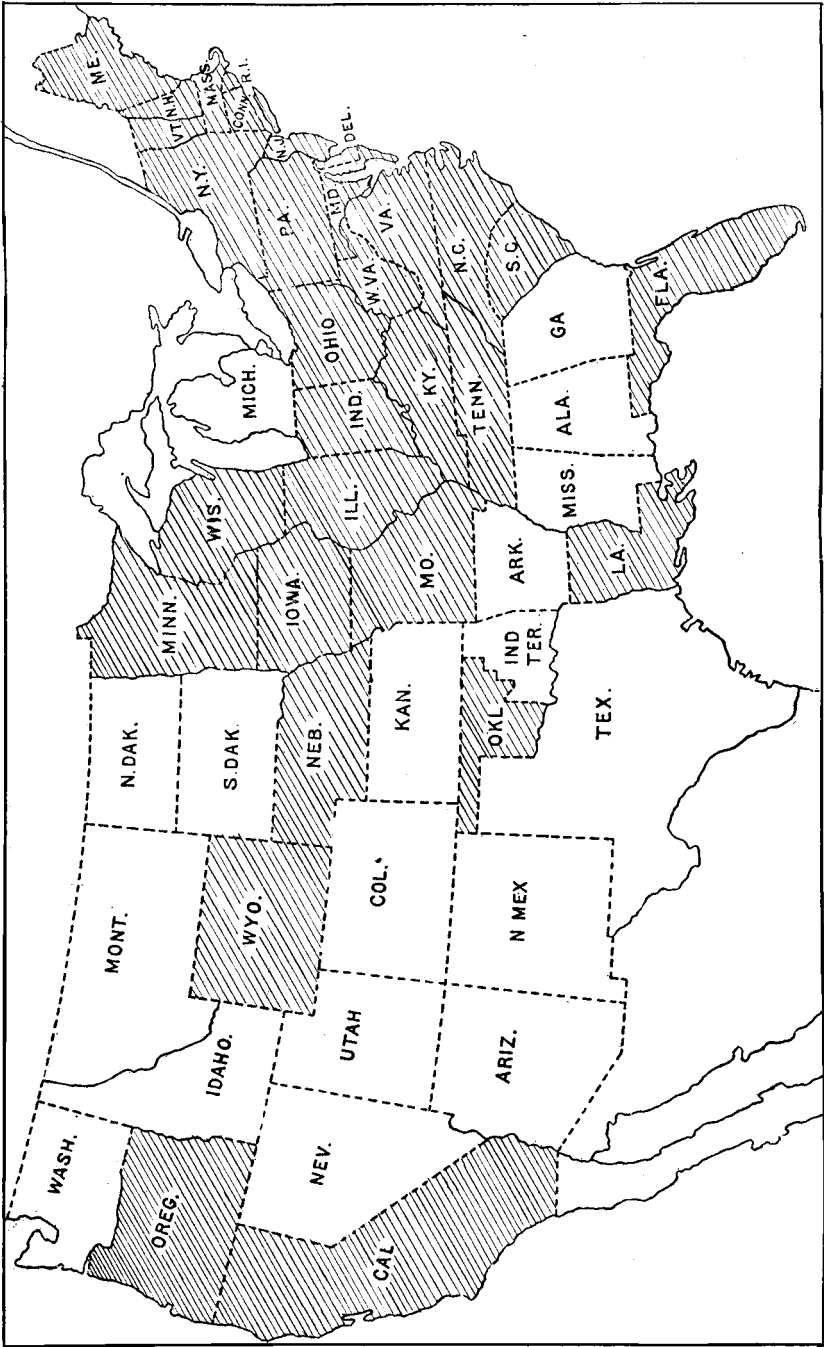 WASH.
OREG.
CAL
NEV.
IDAHO.
MONT.
WYO.
UTAH
ARIZ.
COL.
N MEX
N. DAK.
S. DAK.
NEB.
KAN.
OKL
IND
TER.
TEX.
MINN.
IOWA.
MO.
ARK.
LA.
WIS.
ILL.
MICH.
IND.
OHIO
KY.
TENN.
MISS.
ALA.
GA
FLA.
S.C.
N.C.
VA.
W.VA.
MD.
DEL.
PA.
N.J.
N.Y.
CONN.
R.I.
MASS.
VT.
N.H.
ME.